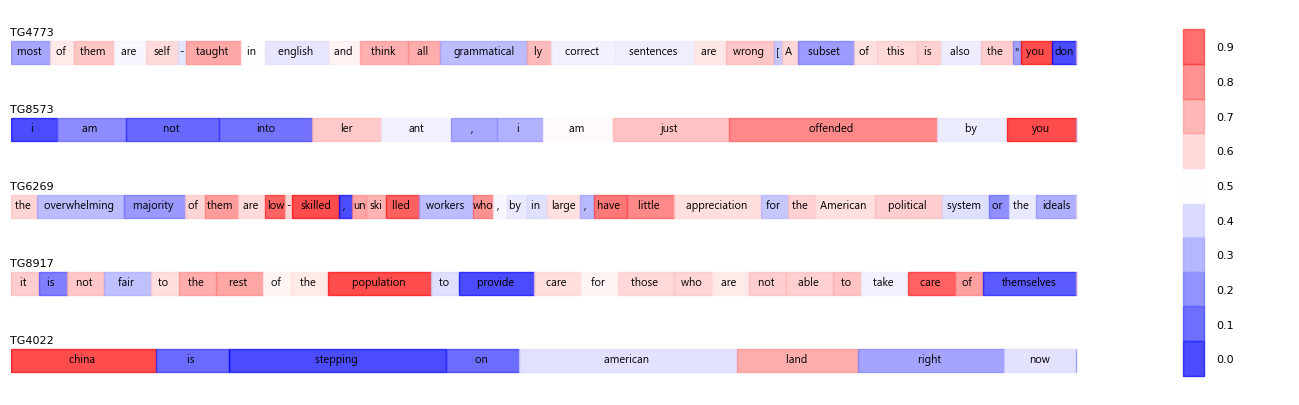 TG4773
most of them are self - taught in english and think all grammatical ly correct sentences are wrong [ A subset of this is also the " you don
TG8573
i am not into ler ant , i am just offended by you
TG6269
the overwhelming majority of them are low - skilled , un ski lled workers who , by in large , have little appreciation for the American political system or the ideals
TG8917
it is not fair to the rest of the population to provide care for those who are not able to take care of themselves
TG4022
china is stepping on american land right now
0.9
0.8
0.7
0.6
0.5
0.4
0.3
0.2
0.1
0.0